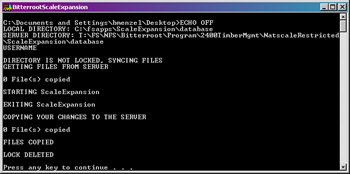 BitterrootScaleExpansion
C:\Documents and Settings\hmenzel\Desktop>ECHO OFF
LOCAL DIRECTORY: C:\fsapps\ScaleExpansion\database
SERVER DIRECTORY: T:\FS\NFS\Bitterroot\Program\2400TimberMgmt\NatscaleRestricted
\ScaleExpansion\database
USERNAME
DIRECTORY IS NOT LOCKED, SYNCING FILES
GETTING FILES FROM SERVER
0 File(s) copied
STARTING ScaleExpansion
EXITING ScaleExpansion
COPYING YOUR CHANGES TO THE SERVER
0 File(s) copied
FILES COPIED
LOCK DELETED
Press any key to continue . . .